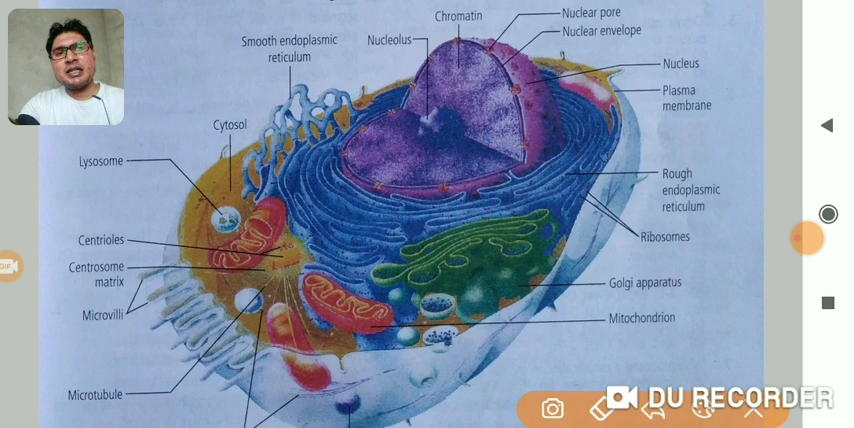 Chromatin
Nuclear pore
Nuclear envelope
Smooth endoplasmic
reticulum
Nucleolus
Nucleus
Plasma
membrane
Cytosol
Lysosome
Rough
endoplasmic
reticulum
Centrioles
Ribosomes
Centrosome
matrix
Golgi apparatus
Microvilli
Mitochondrion
Microtubule
GIF
DU RECORDER